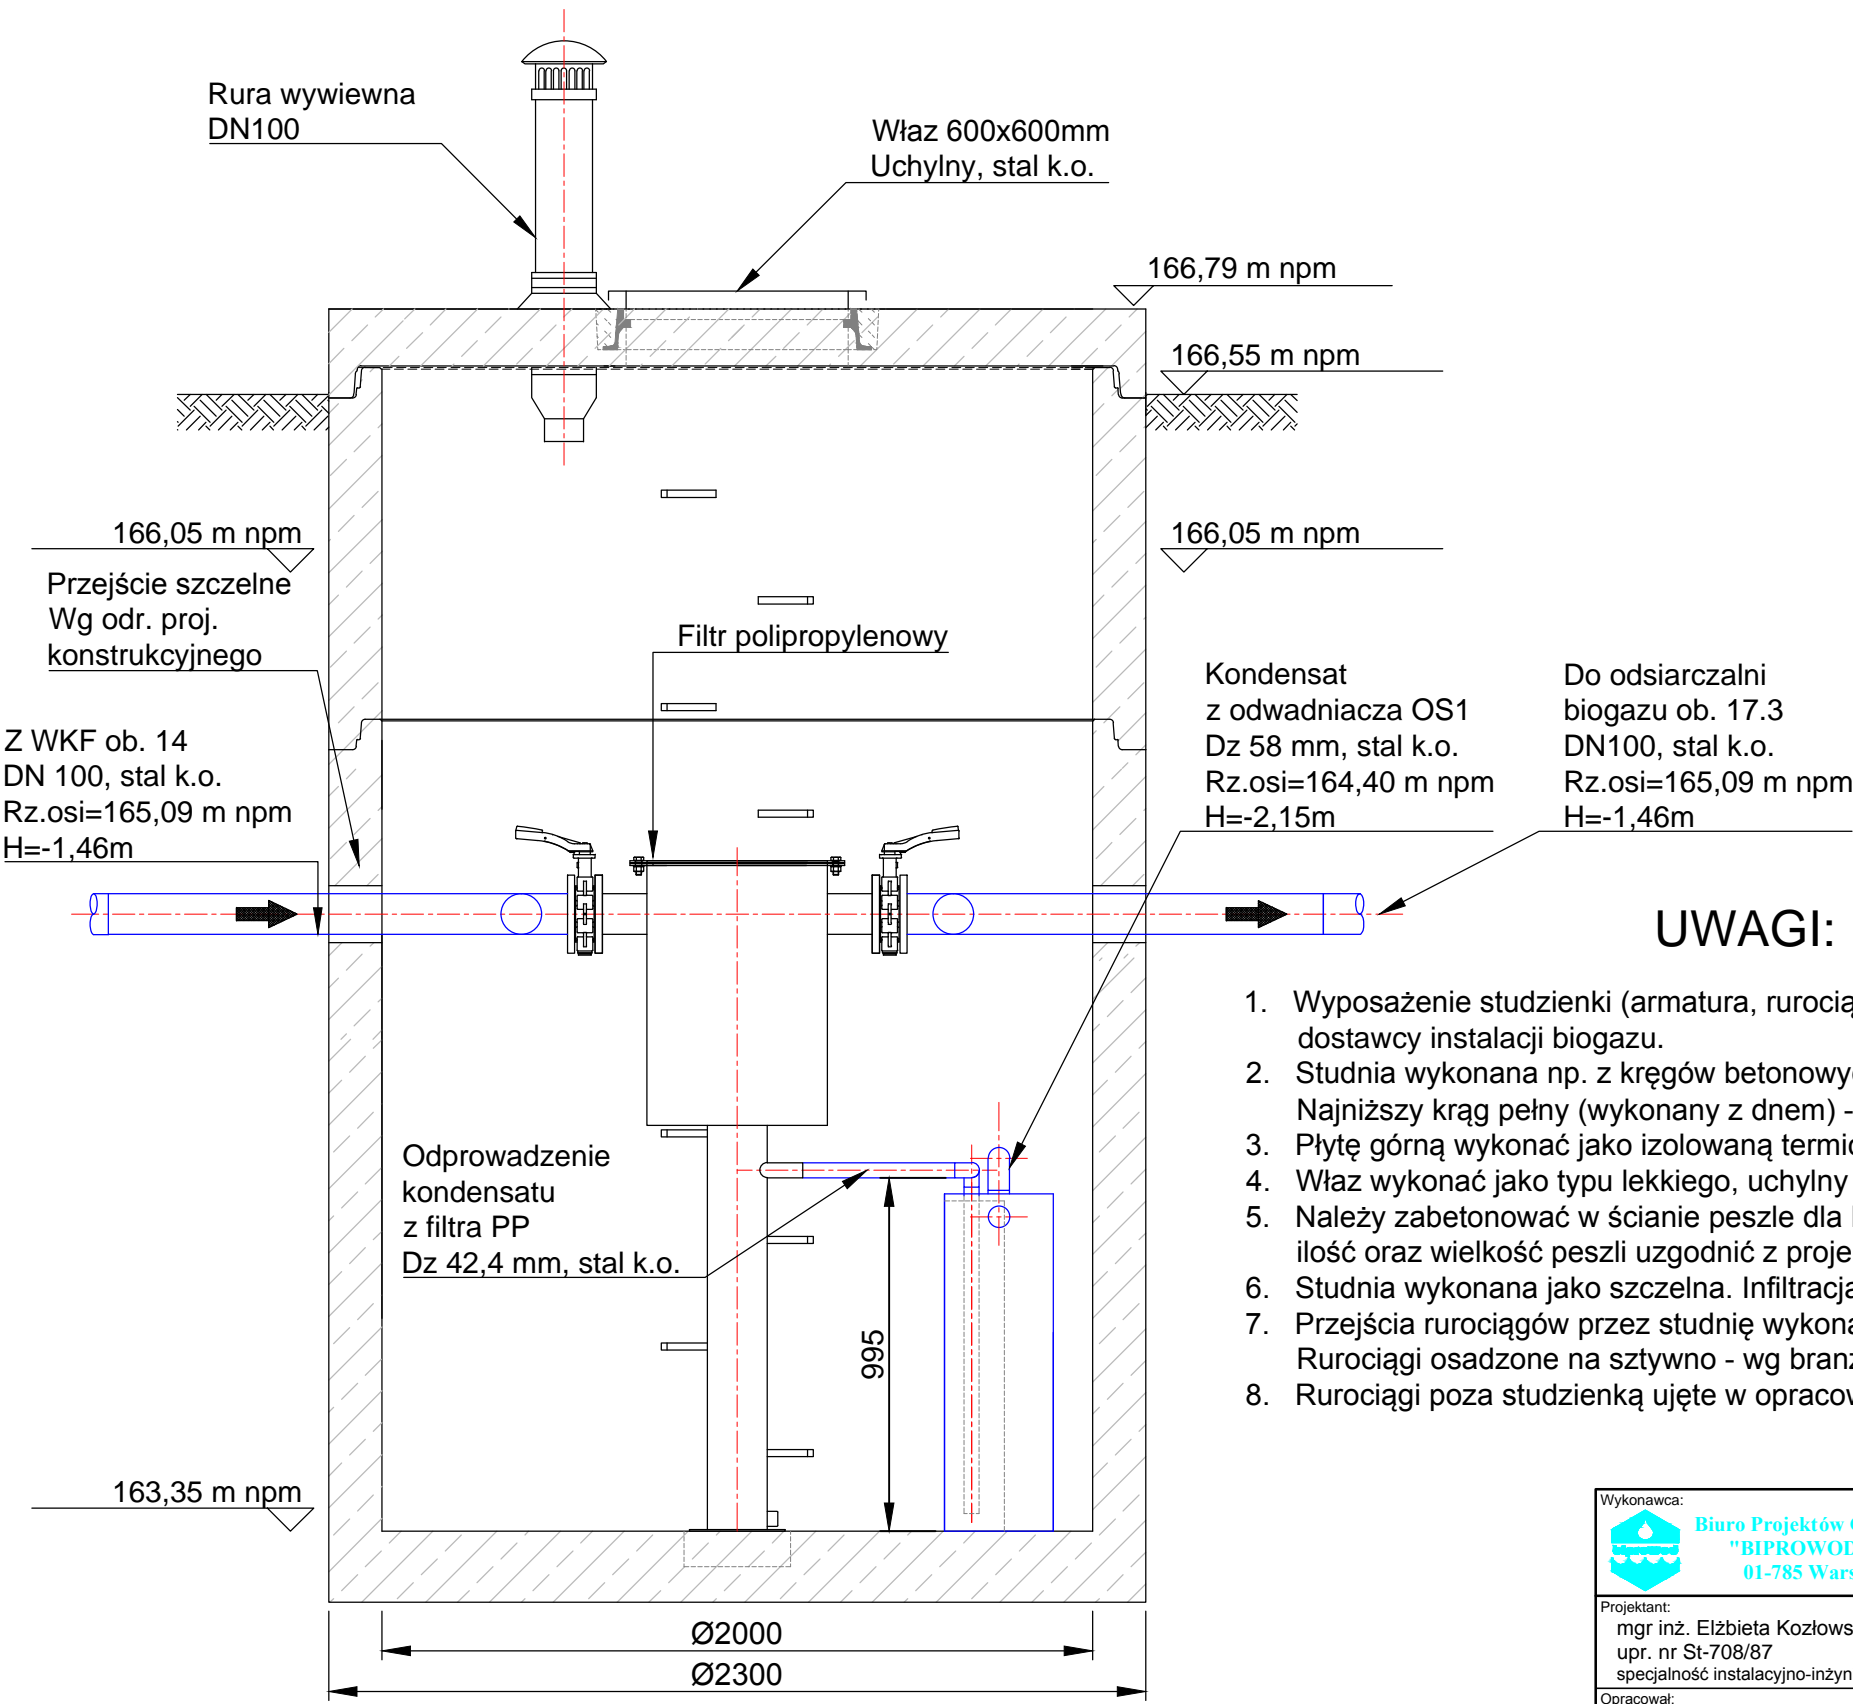 Rura wywiewna
DN100
Właz 600x600mm
Uchylny, stal k.o.
166,79 m npm
166,55 m npm
166,05 m npm
166,05 m npm
Przejście szczelne
Wg odr. proj.
konstrukcyjnego
Filtr polipropylenowy
Z WKF ob. 14
DN 100, stal k.o.
Rz.osi=165,09 m npm
H=-1,46m
Kondensat
z odwadniacza OS1
Dz 58 mm, stal k.o.
Rz.osi=164,40 m npm
H=-2,15m
Do odsiarczalni
biogazu ob. 17.3
DN100, stal k.o.
Rz.osi=165,09 m npm
H=-1,46m
UWAGI:
1. Wyposażenie studzienki (armatura, rurocią
dostawcy instalacji biogazu.
2. Studnia wykonana np. z kręgów betonowy
Najniższy krąg pełny (wykonany z dnem) -
3. Płytę górną wykonać jako izolowaną termic
4. Właz wykonać jako typu lekkiego, uchylny
5. Należy zabetonować w ścianie peszle dla
ilość oraz wielkość peszli uzgodnić z proje
6. Studnia wykonana jako szczelna. Infiltracja
7. Przejścia rurociągów przez studnię wykona
Rurociągi osadzone na sztywno - wg branż
8. Rurociągi poza studzienką ujęte w opracow
Odprowadzenie
kondensatu
z filtra PP
Dz 42,4 mm, stal k.o.
995
163,35 m npm
Ø2000
Ø2300
Wykonawca:
Biuro Projektów
"BIPROWOD
01-785 Wars
Projektant:
mgr inż. Elżbieta Kozłows
upr. nr St-708/87
specjalność instalacyjno-inżyn
Opracował: